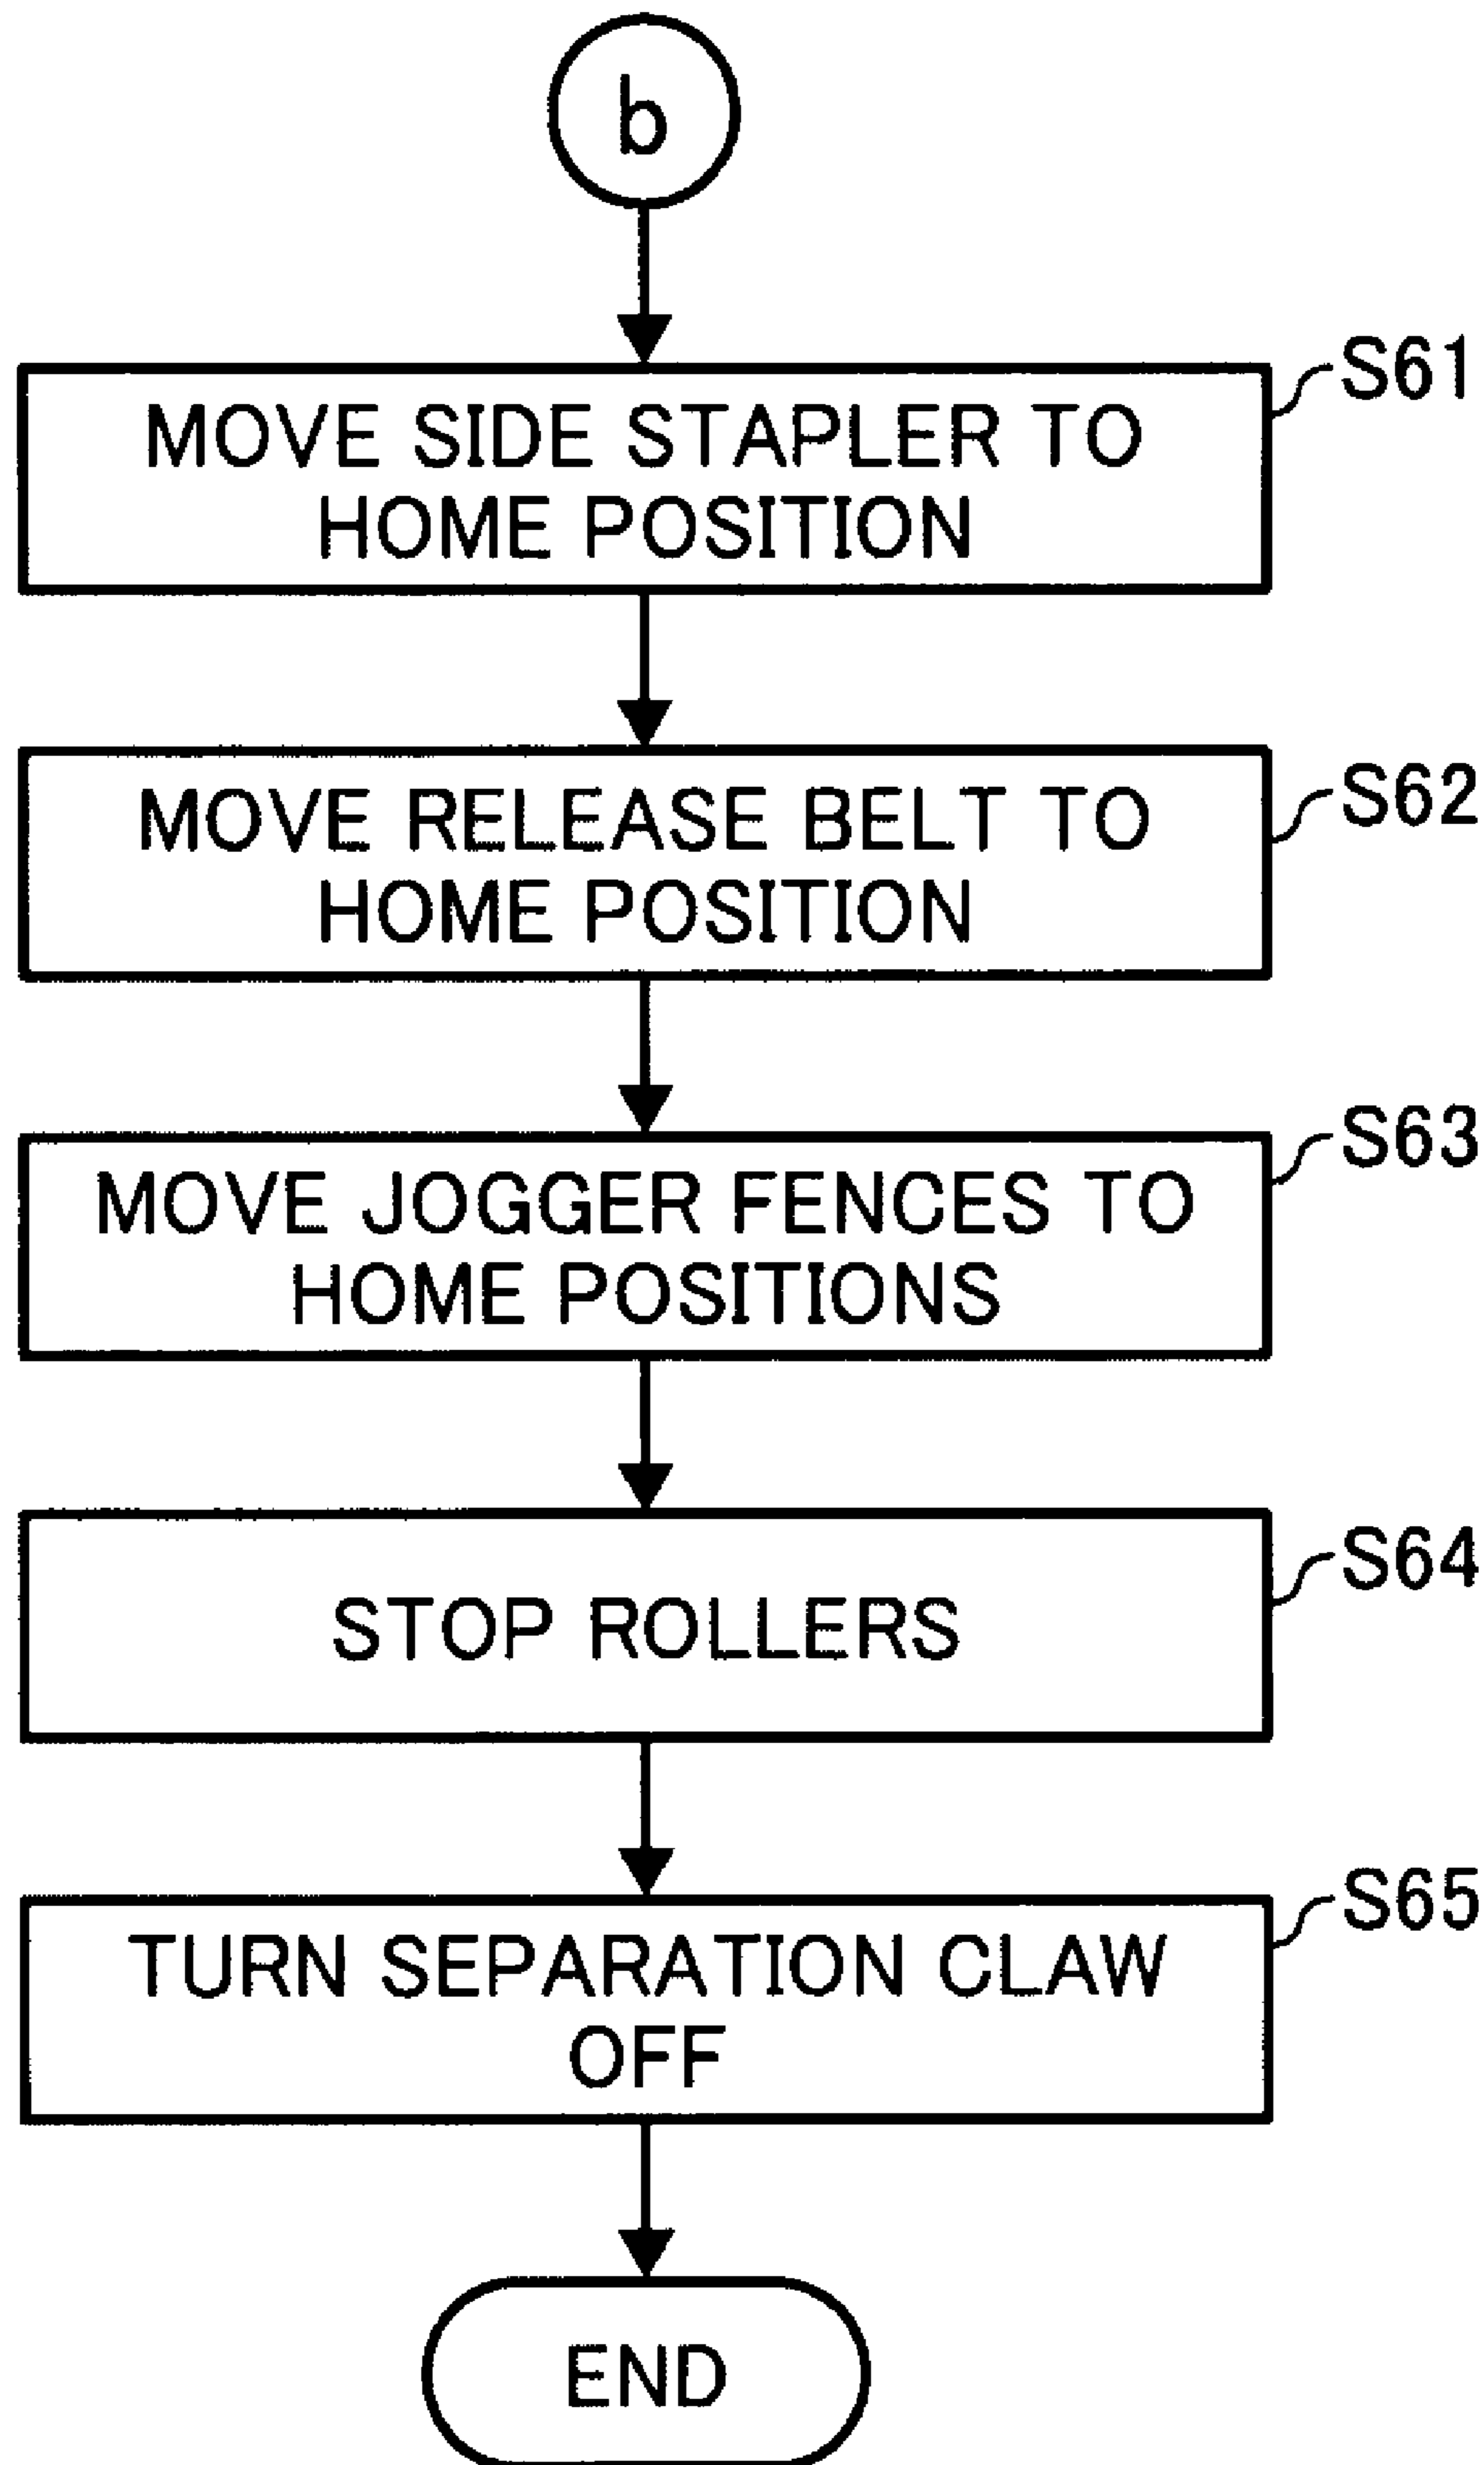 b
S61
MOVE SIDE STAPLER TO
HOME POSITION
S62
MOVE RELEASE BELT TO
HOME POSITION
S63
MOVE JOGGER FENCES TO
HOME POSITIONS
S64
STOP ROLLERS
S65
TURN SEPARATION CLAW
OFF
END